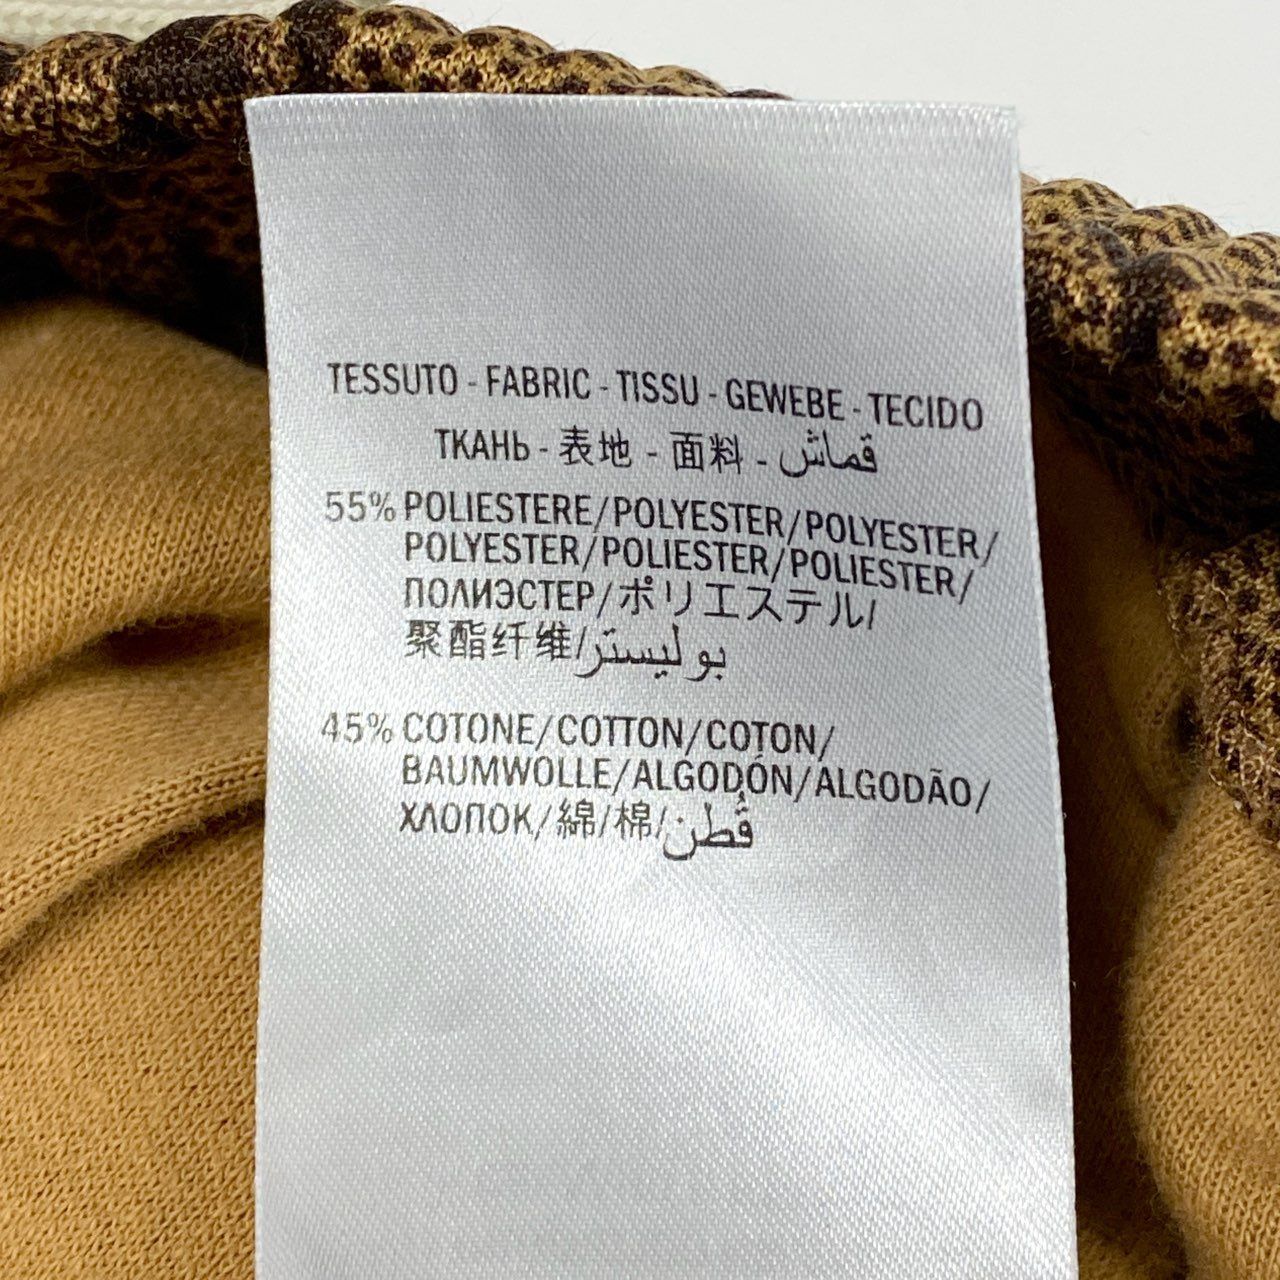 TESSUTO - FABRIC - TISSU - GEWEBE - TECIDO
ТКАНЬ - 表地 - 面料 - قماش
55% POLIESTERE/POLYESTER/POLYESTER/
POLYESTER/POLIESTER/POLIESTER/
ПОЛИЭСТЕР/ポリエステル/
聚酯纤维/بوليستر
45% COTONE/COTTON/COTON/
BAUMWOLLE/ALGODÓN/ALGODÃO/
ХЛОПОК/綿/棉/قُطن